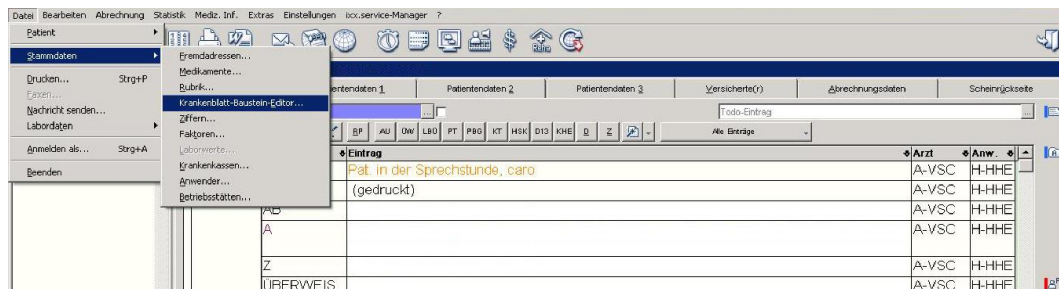 Datei Bearbeiten Abrechnung Statistik Mediz. Inf. Extras Einstellungen ixx.service-Manager ?
Patient
Stammdaten
Drucken... Strg+P
Faxen...
Nachricht senden...
Labordaten
Anmelden als... Strg+A
Beenden
Fremdadressen...
Medikamente...
Rubrik...
Krankenblatt-Baustein-Editor...
Ziffern...
Faktoren...
Laborwerte...
Krankenkassen...
Anwender...
Betriebsstätten...
entendaten 1 Patientendaten 2 Patientendaten 3 Versicherte(r) Abrechnungsdaten Scheinrückseite
... Todo-Eintrag ...
RP AU ÜW LBÜ PT PBG KT HSK D13 KHE D Z Alle Einträge
Eintrag Arzt Anw.
Pat. in der Sprechstunde, caro A-VSC H-HHE
(gedruckt) A-VSC H-HHE
AB A-VSC H-HHE
A A-VSC H-HHE
Z A-VSC H-HHE
ÜBERWEIS A-VSC H-HHE